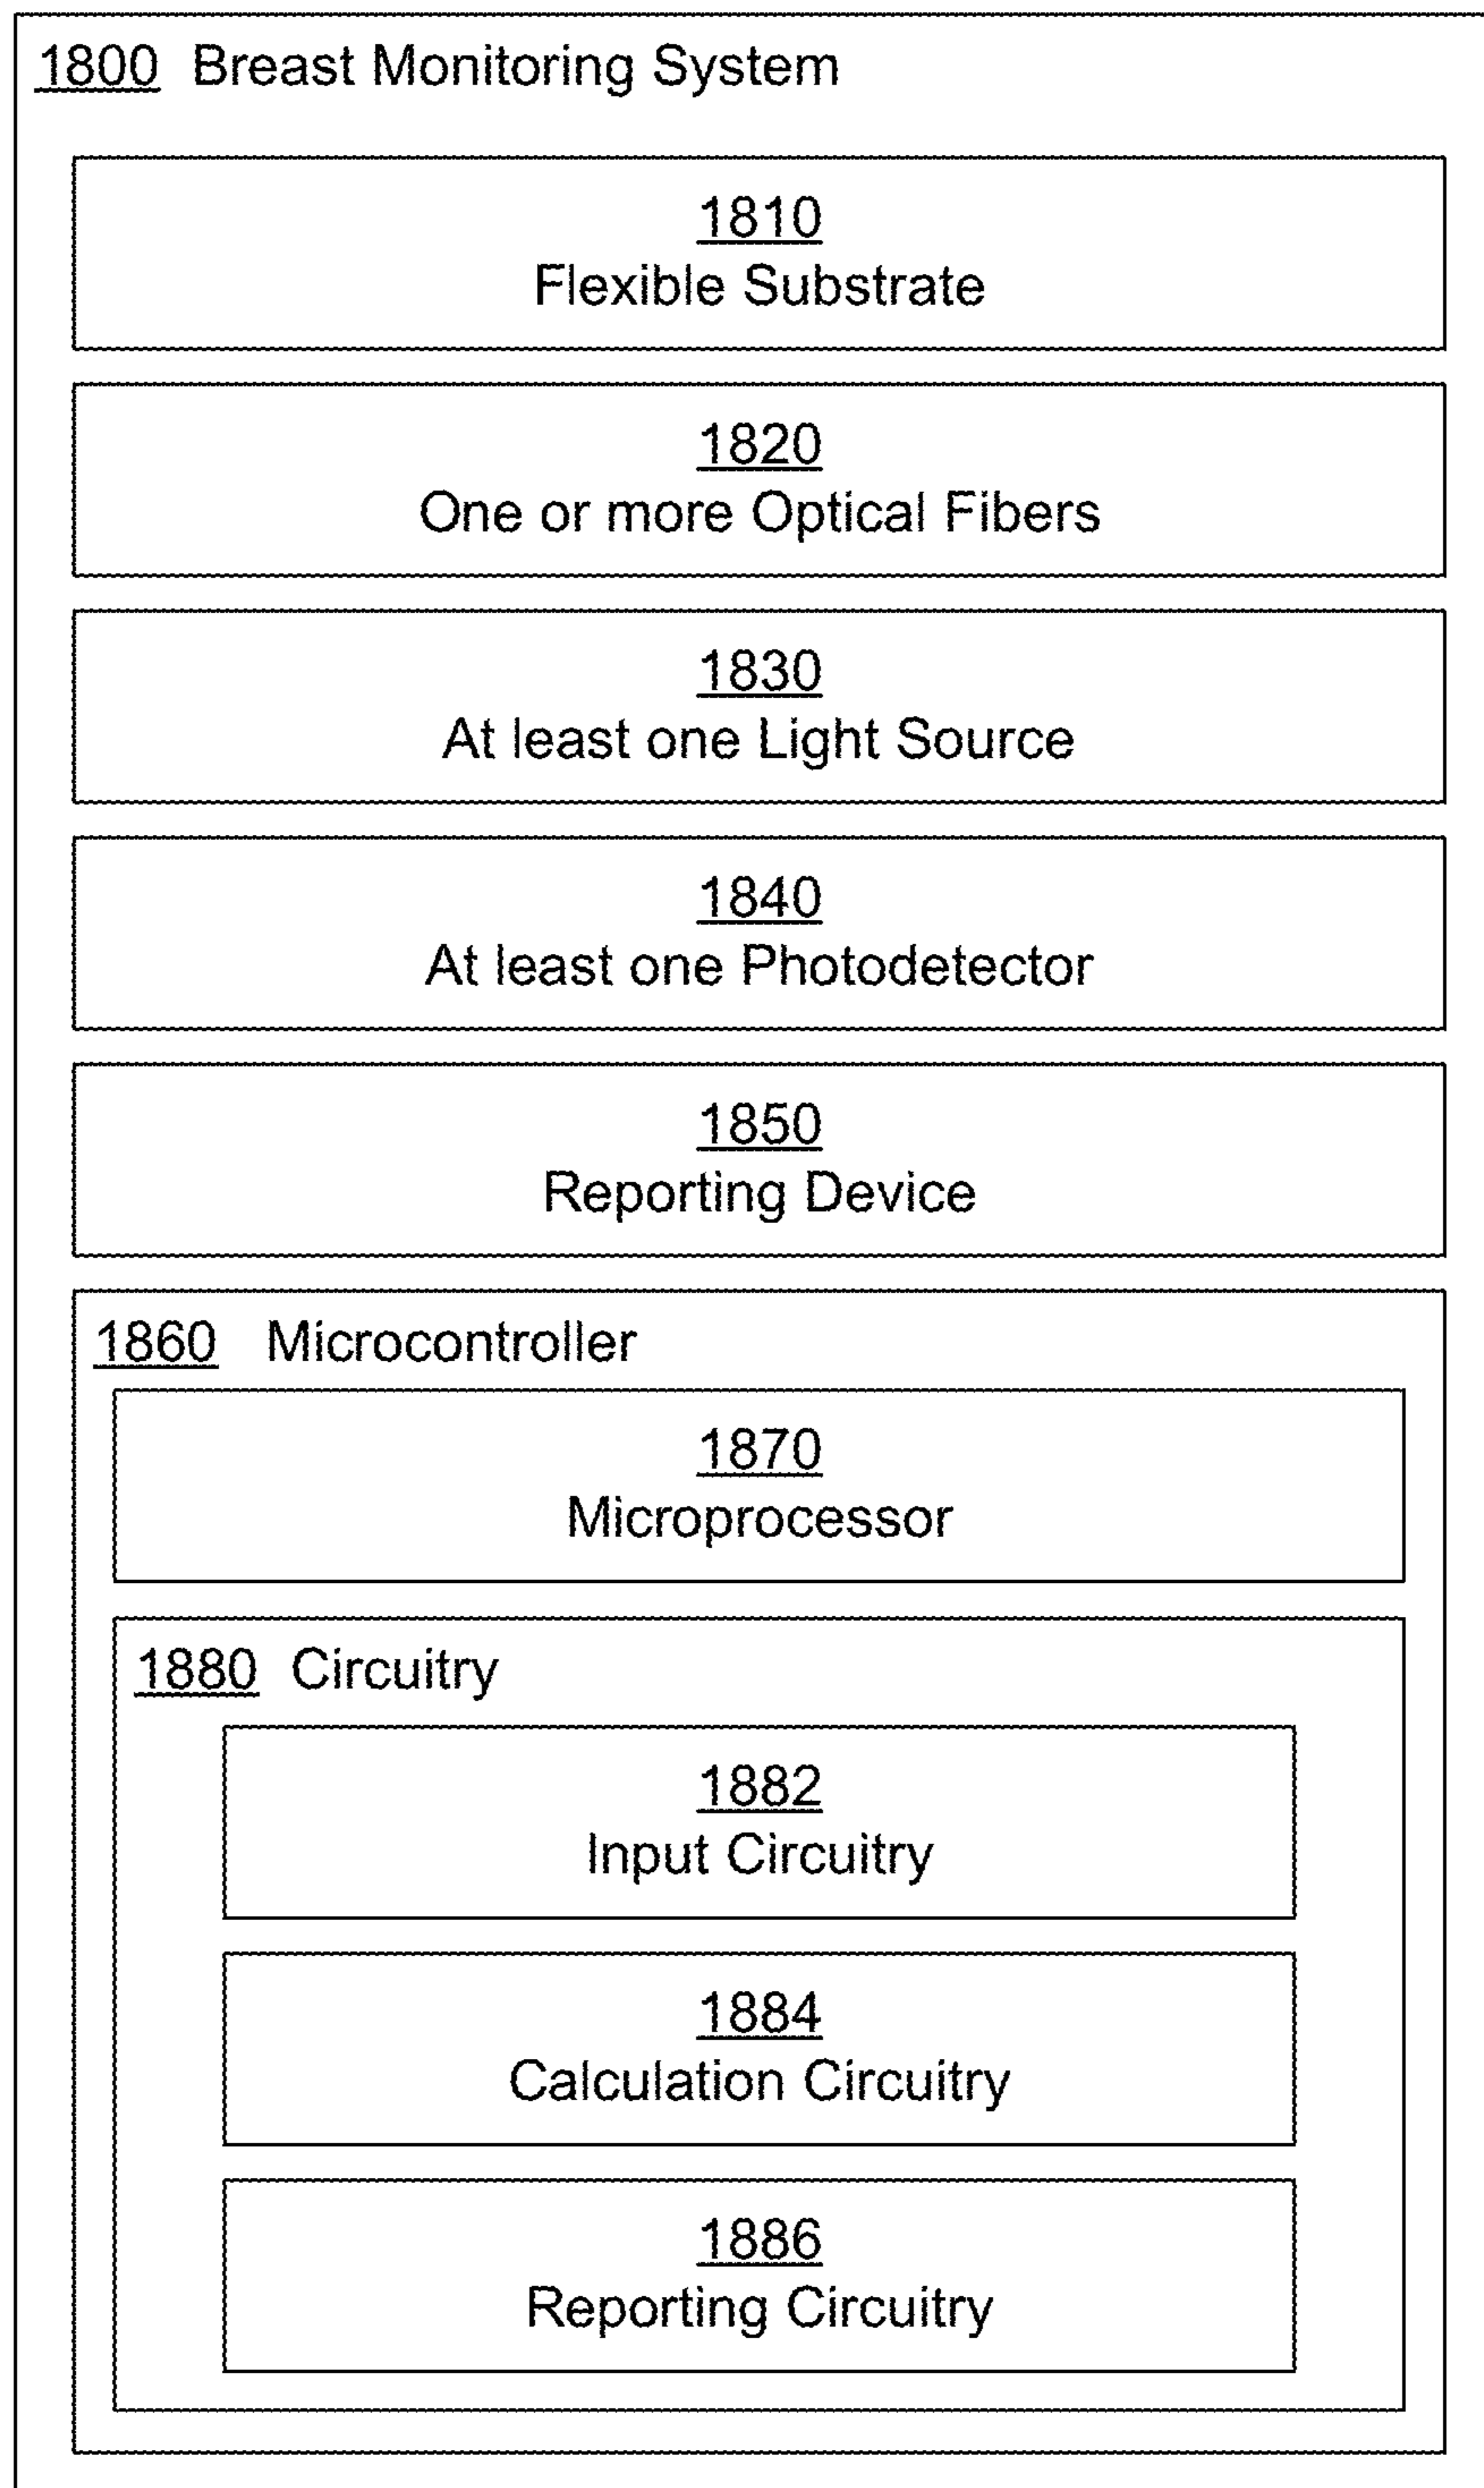 1800 Breast Monitoring System
1810
Flexible Substrate
1820
One or more Optical Fibers
1830
At least one Light Source
1840
At least one Photodetector
1850
Reporting Device
1860 Microcontroller
1870
Microprocessor
1880 Circuitry
1882
Input Circuitry
1884
Calculation Circuitry
1886
Reporting Circuitry